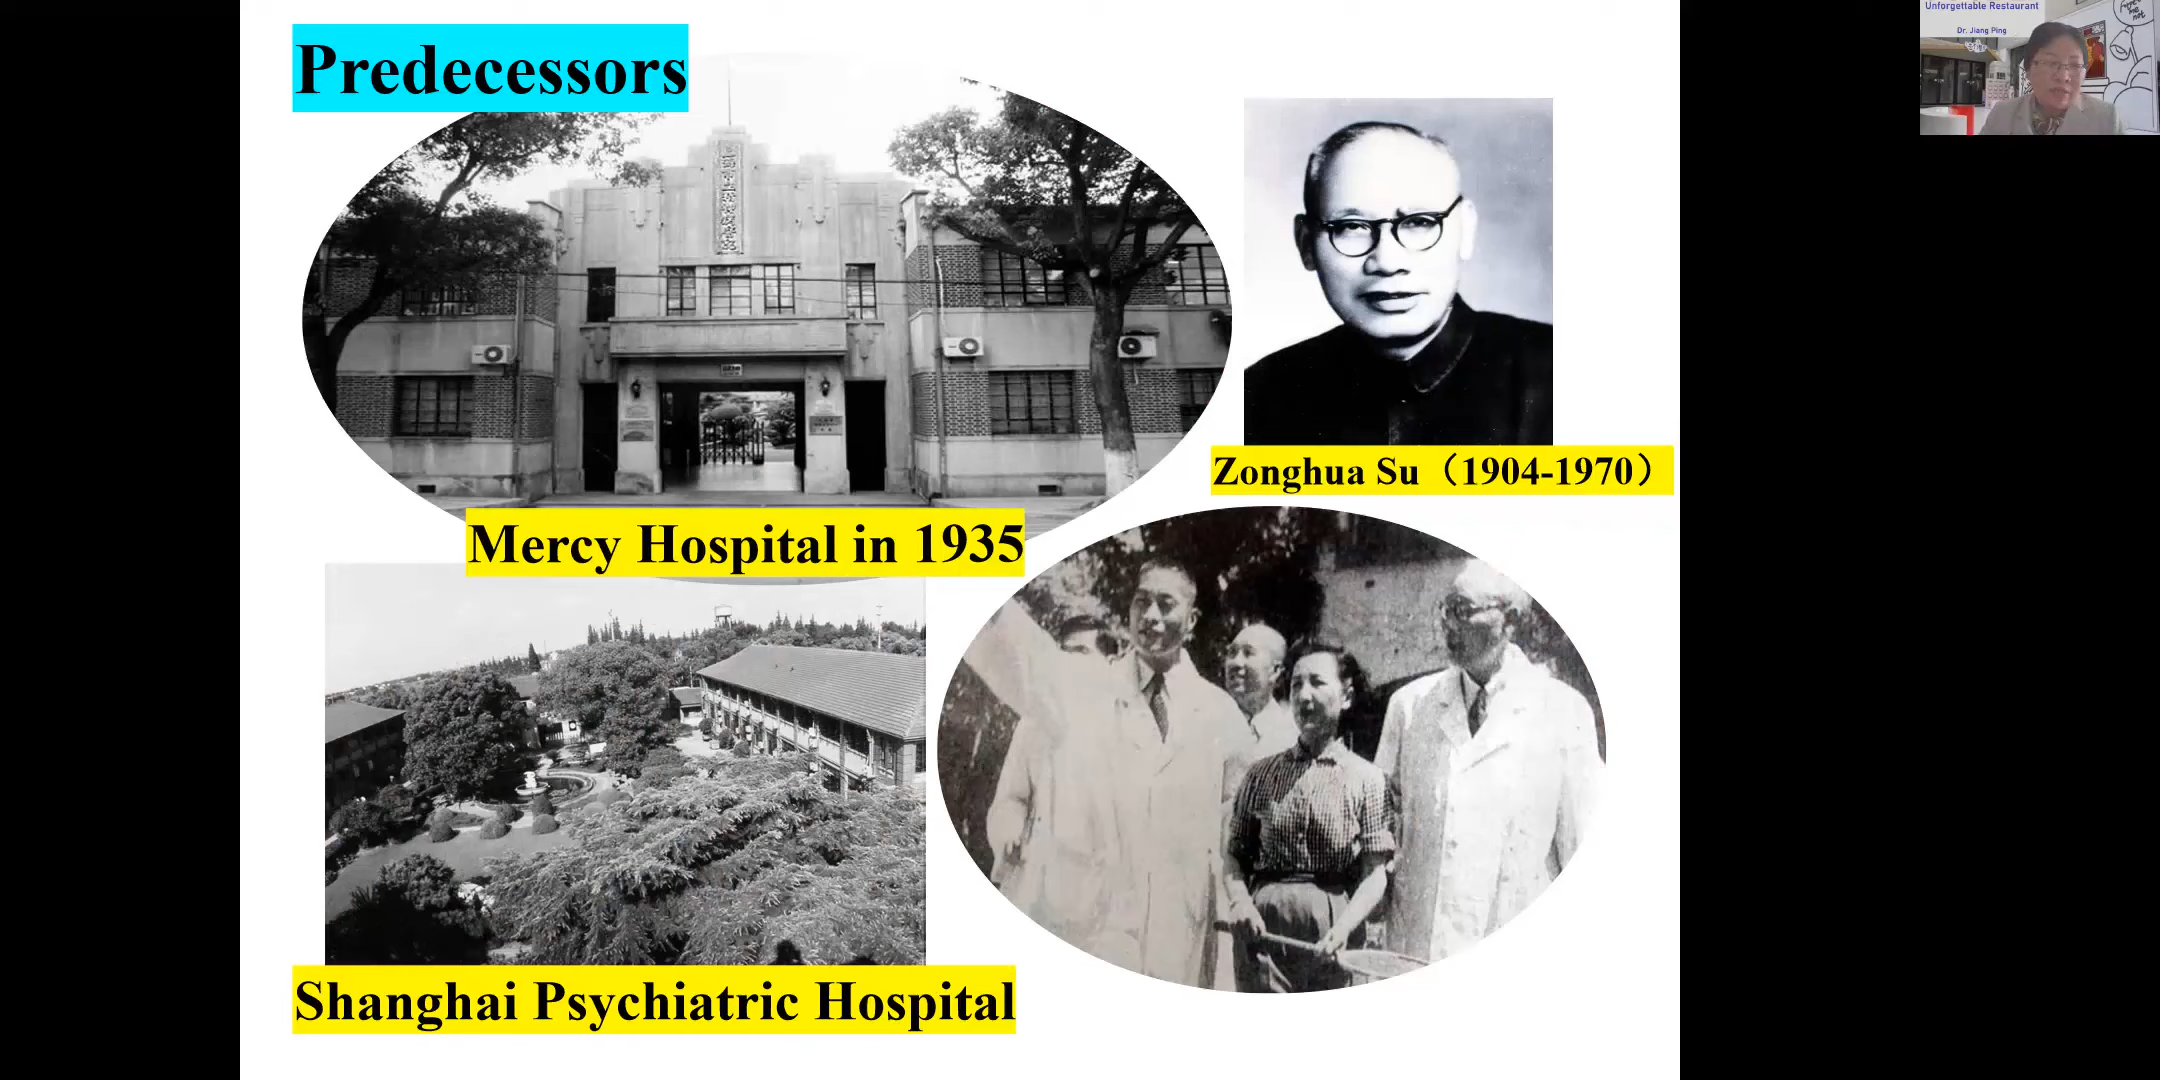 Predecessors
Zonghua Su（1904-1970）
Mercy Hospital in 1935
Shanghai Psychiatric Hospital
Unforgettable Restaurant
Dr. Jiang Ping